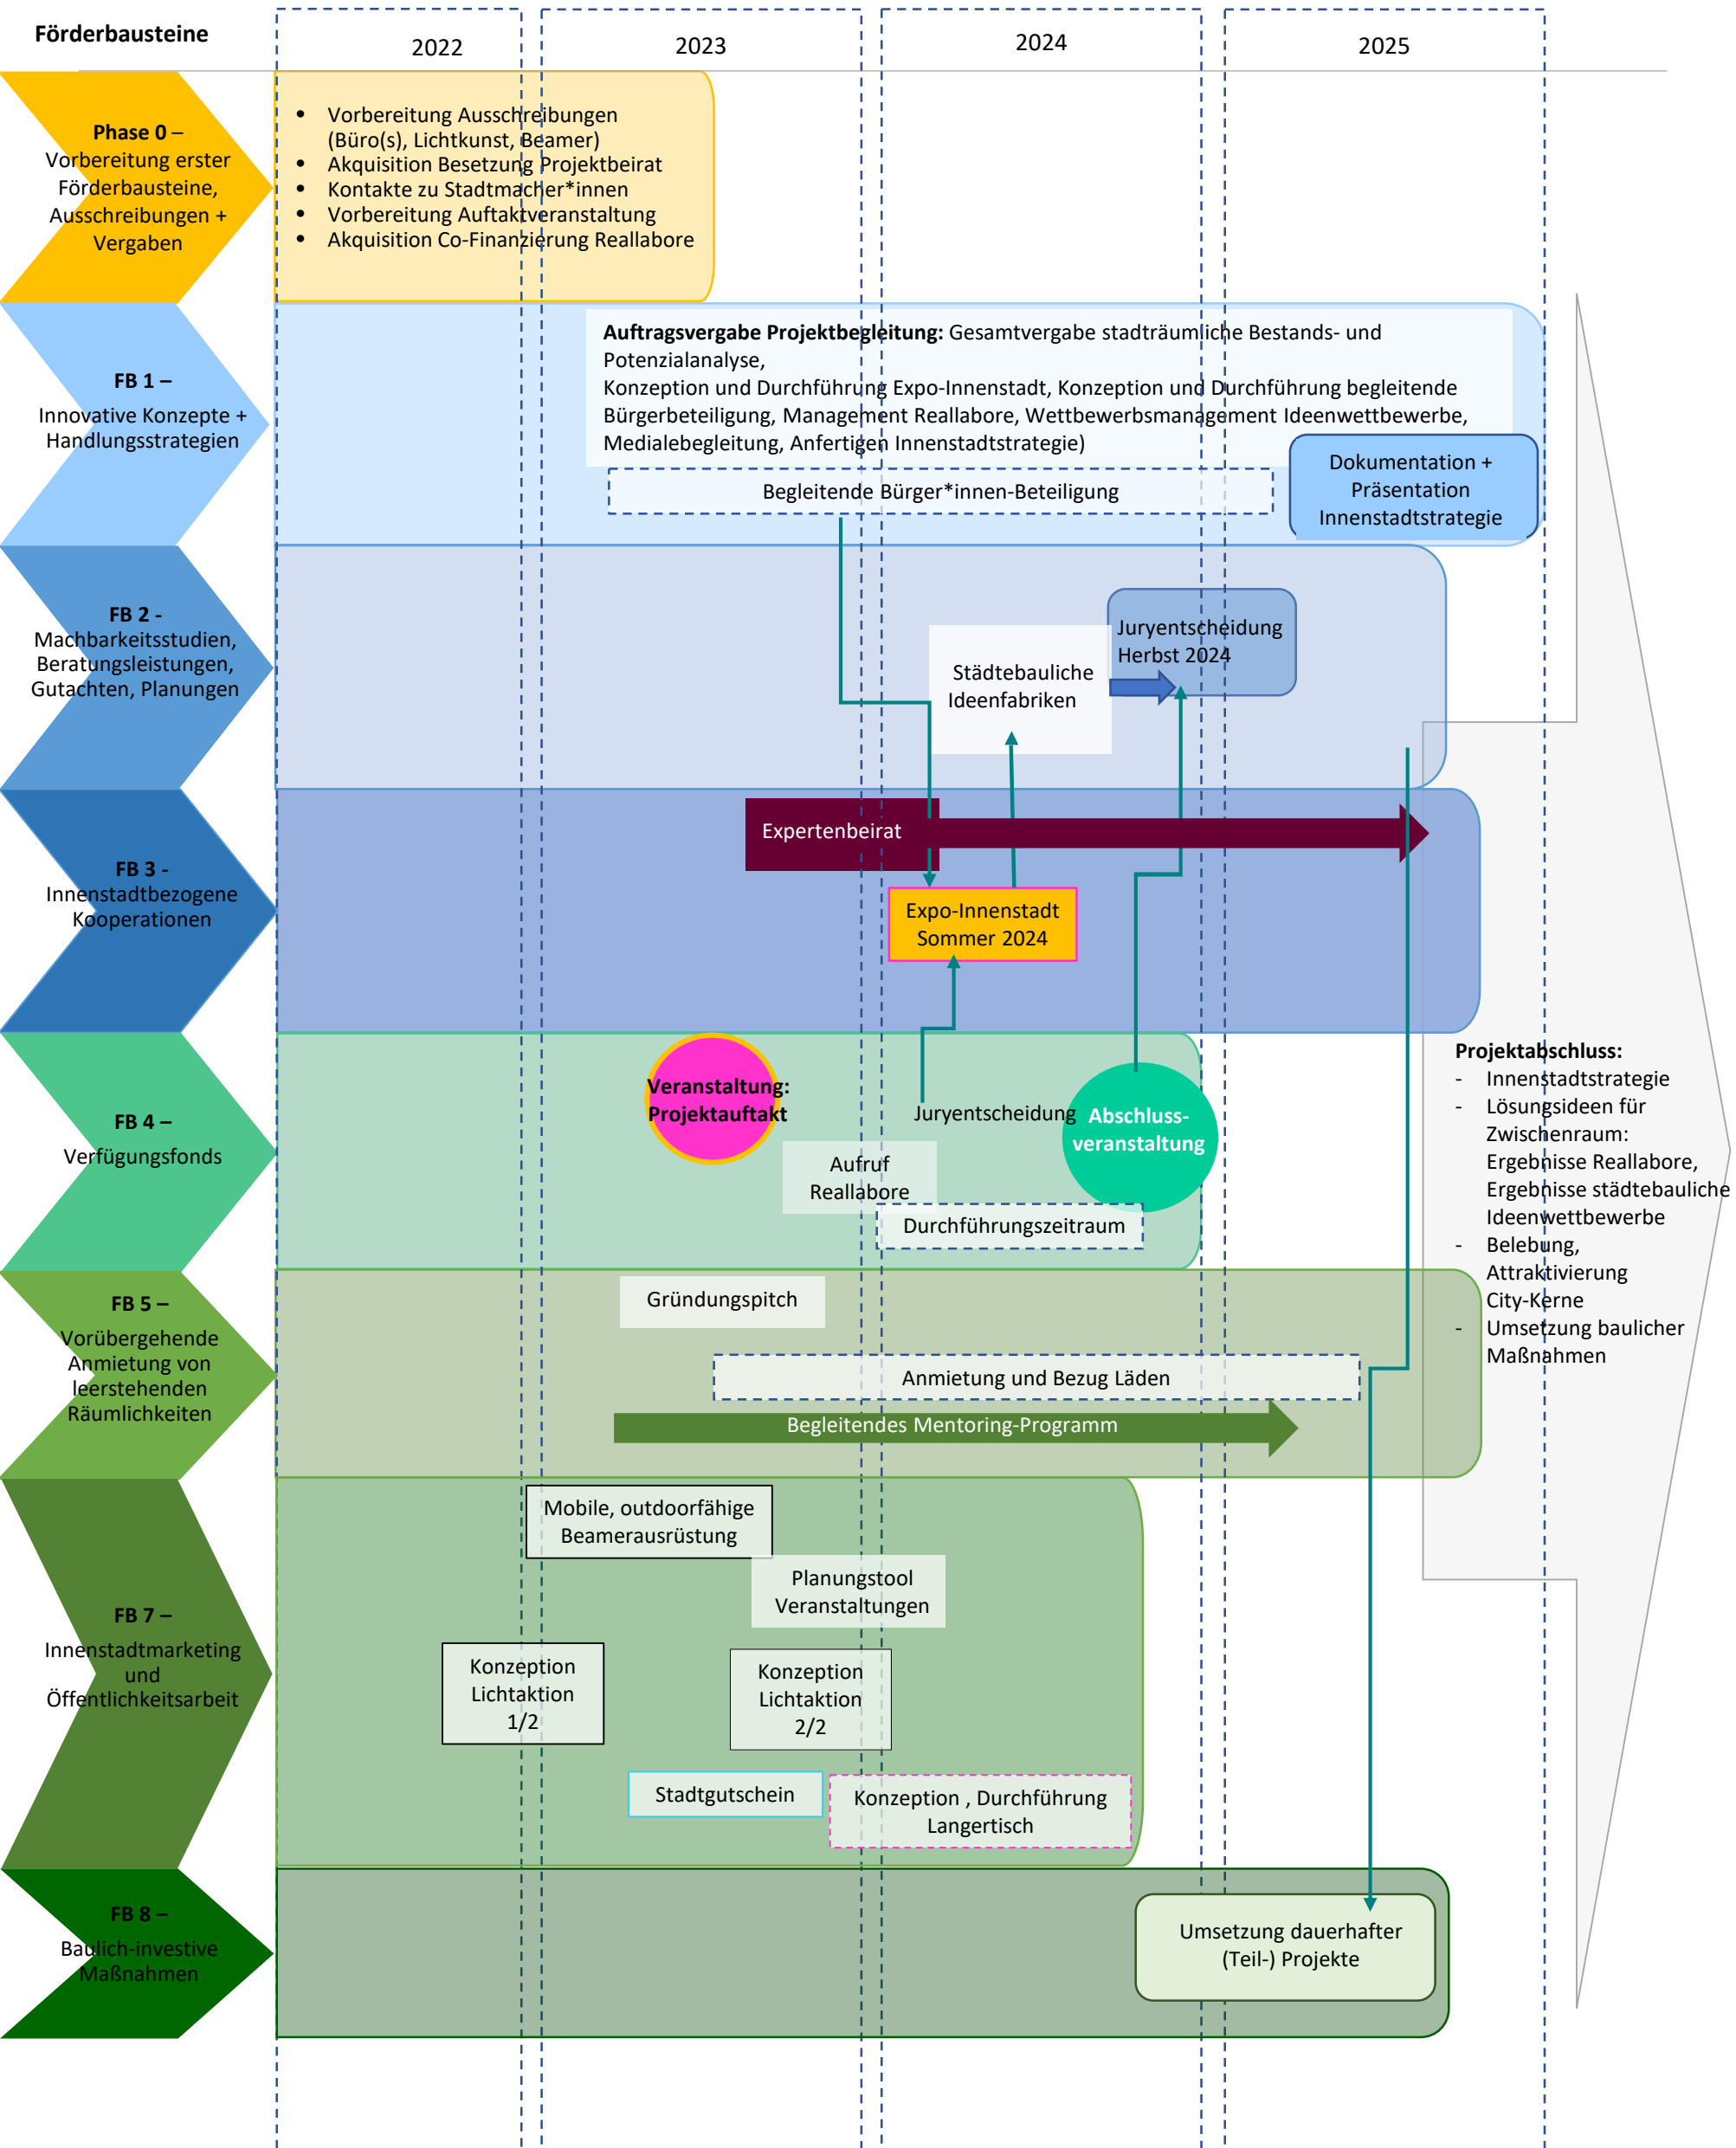 Förderbausteine
2022
2023
2024
2025
Phase 0 –
Vorbereitung erster
Förderbausteine,
Ausschreibungen +
Vergaben
• Vorbereitung Ausschreibungen
(Büro(s), Lichtkunst, Beamer)
• Akquisition Besetzung Projektbeirat
• Kontakte zu Stadtmacher*innen
• Vorbereitung Auftaktveranstaltung
• Akquisition Co-Finanzierung Reallabore
FB 1 –
Innovative Konzepte +
Handlungsstrategien
Auftragsvergabe Projektbegleitung: Gesamtvergabe stadträumliche Bestands- und
Potenzialanalyse,
Konzeption und Durchführung Expo-Innenstadt, Konzeption und Durchführung begleitende
Bürgerbeteiligung, Management Reallabore, Wettbewerbsmanagement Ideenwettbewerbe,
Medialebegleitung, Anfertigen Innenstadtstrategie)
Begleitende Bürger*innen-Beteiligung
Dokumentation +
Präsentation
Innenstadtstrategie
FB 2 -
Machbarkeitsstudien,
Beratungsleistungen,
Gutachten, Planungen
Städtebauliche
Ideenfabriken
Juryentscheidung
Herbst 2024
FB 3 -
Innenstadtbezogene
Kooperationen
Expertenbeirat
Expo-Innenstadt
Sommer 2024
FB 4 –
Verfügungsfonds
Veranstaltung:
Projektauftakt
Juryentscheidung
Aufruf
Reallabore
Durchführungszeitraum
Abschluss-
veranstaltung
FB 5 –
Vorübergehende
Anmietung von
leerstehenden
Räumlichkeiten
Gründungspitch
Anmietung und Bezug Läden
Begleitendes Mentoring-Programm
FB 7 –
Innenstadtmarketing
und
Öffentlichkeitsarbeit
Mobile, outdoorfähige
Beamerausrüstung
Planungstool
Veranstaltungen
Konzeption
Lichtaktion
1/2
Konzeption
Lichtaktion
2/2
Stadtgutschein
Konzeption , Durchführung
Langertisch
FB 8 –
Baulich-investive
Maßnahmen
Umsetzung dauerhafter
(Teil-) Projekte
Projektabschluss:
- Innenstadtstrategie
- Lösungsideen für
Zwischenraum:
Ergebnisse Reallabore,
Ergebnisse städtebauliche
Ideenwettbewerbe
- Belebung,
Attraktivierung
City-Kerne
- Umsetzung baulicher
Maßnahmen